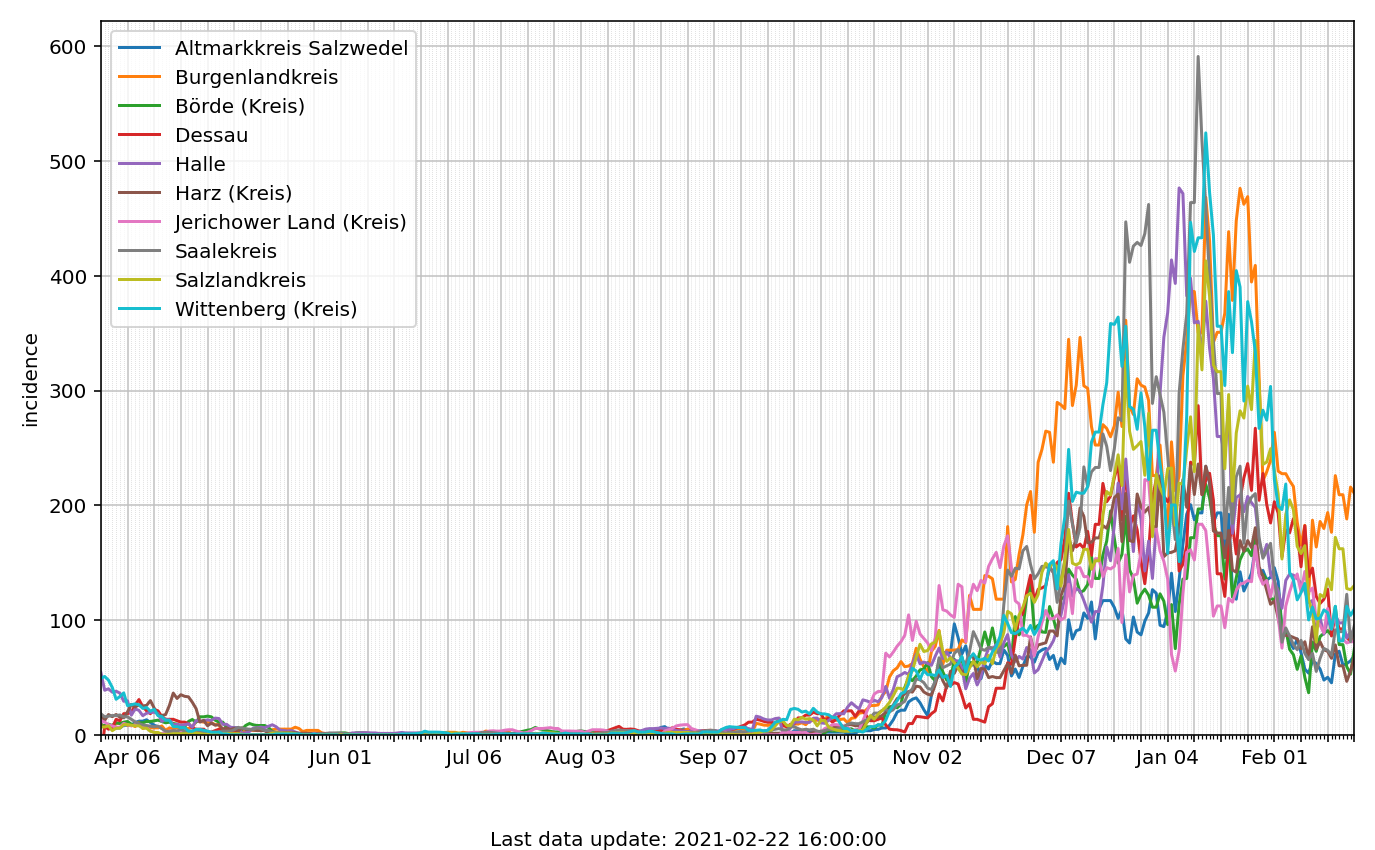 600
500
400
300
200
100
0
incidence
Altmarkkreis Salzwedel
Burgenlandkreis
Börde (Kreis)
Dessau
Halle
Harz (Kreis)
Jerichower Land (Kreis)
Saalekreis
Salzlandkreis
Wittenberg (Kreis)
Apr 06 May 04 Jun 01 Jul 06 Aug 03 Sep 07 Oct 05 Nov 02 Dec 07 Jan 04 Feb 01
Last data update: 2021-02-22 16:00:00